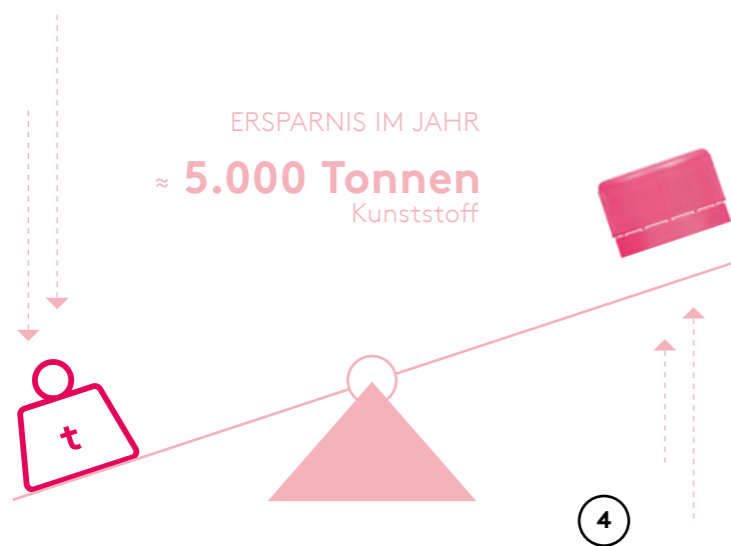 ERSPARNIS IM JAHR
≈ 5.000 Tonnen
Kunststoff
t
4